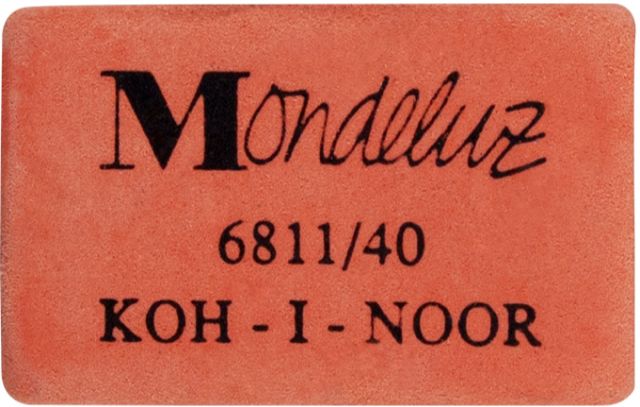 Mondeluz
6811/40
KOH - I - NOOR